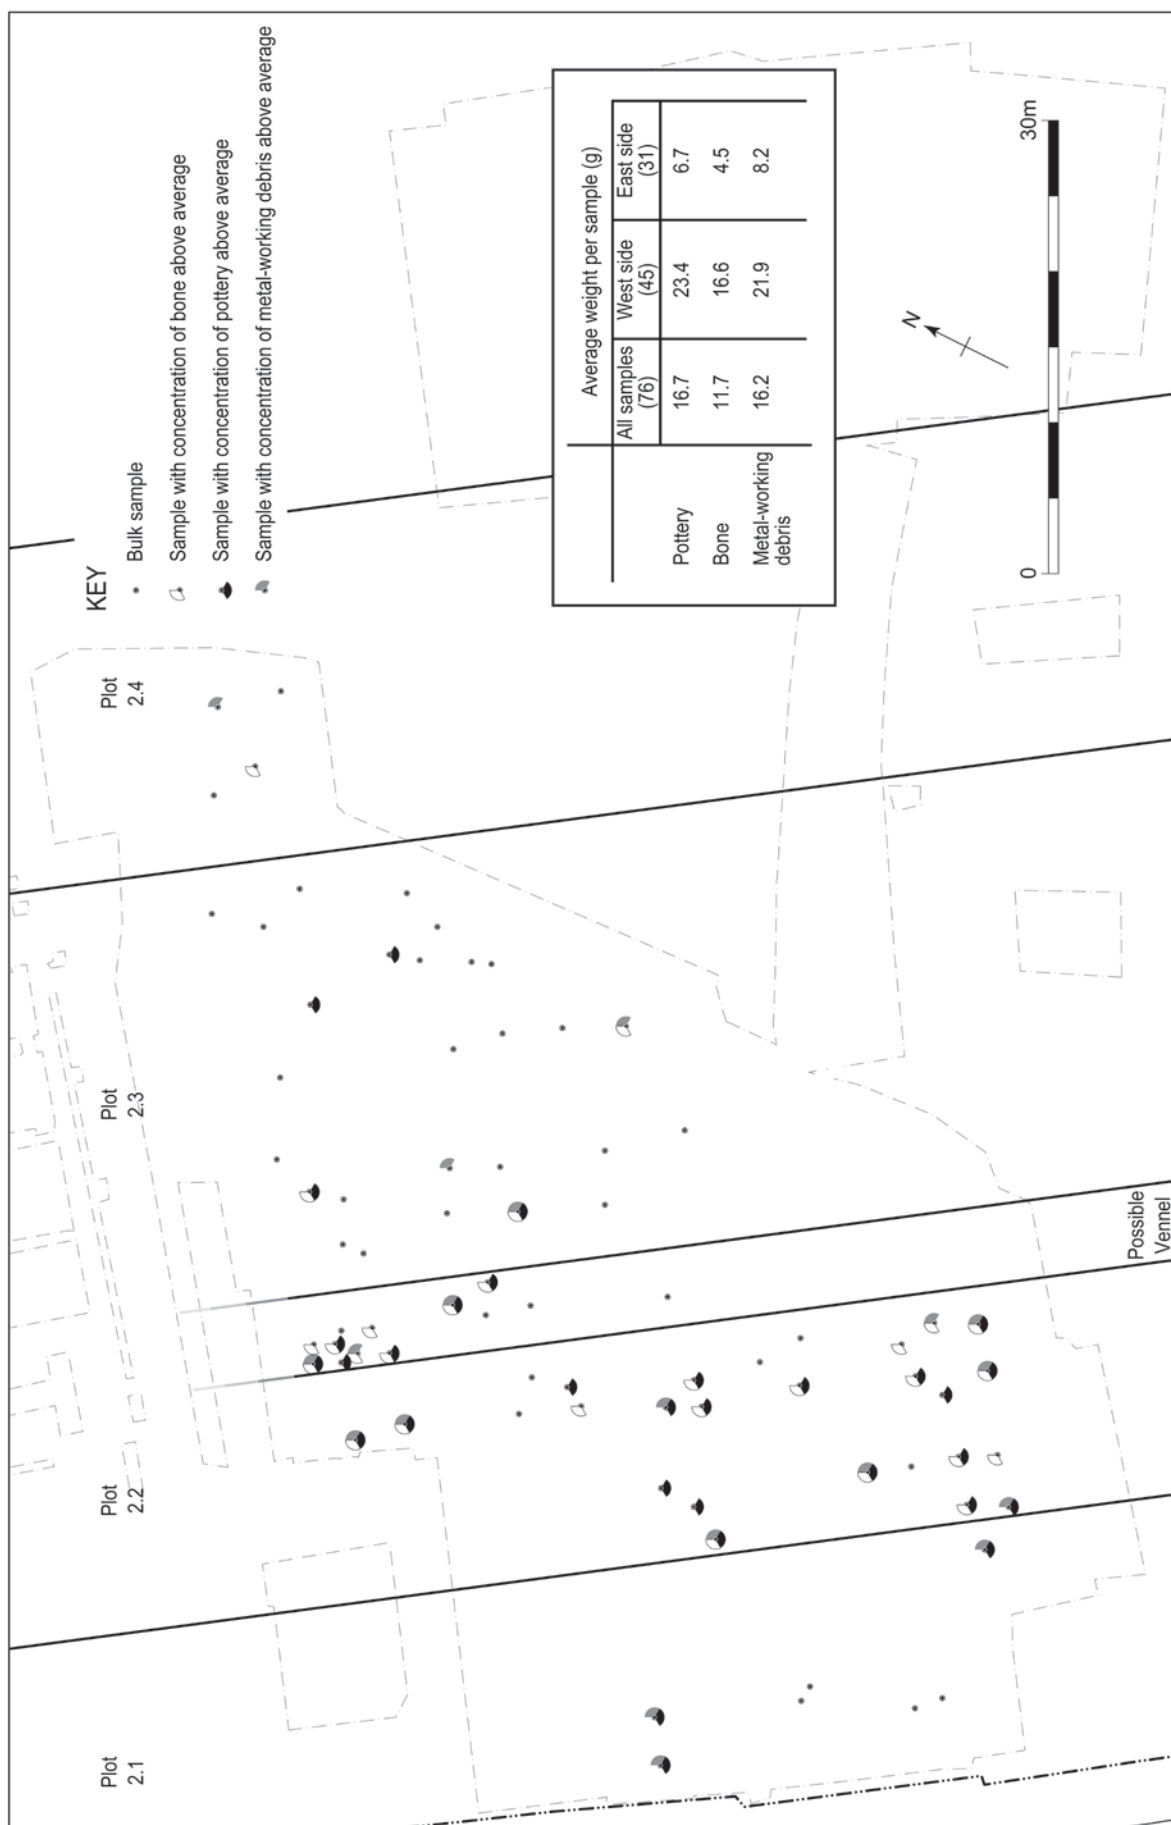 Plot
2.1
Plot
2.2
Plot
2.3
Plot
2.4
KEY
Bulk sample
Sample with concentration of bone above average
Sample with concentration of pottery above average
Sample with concentration of metal-working debris above average
Average weight per sample (g)
All samples West side East side
(76) (45) (31)
Pottery 16.7 23.4 6.7
Bone 11.7 16.6 4.5
Metal-working 16.2 21.9 8.2
debris
N
0 30m
Possible
Vennel